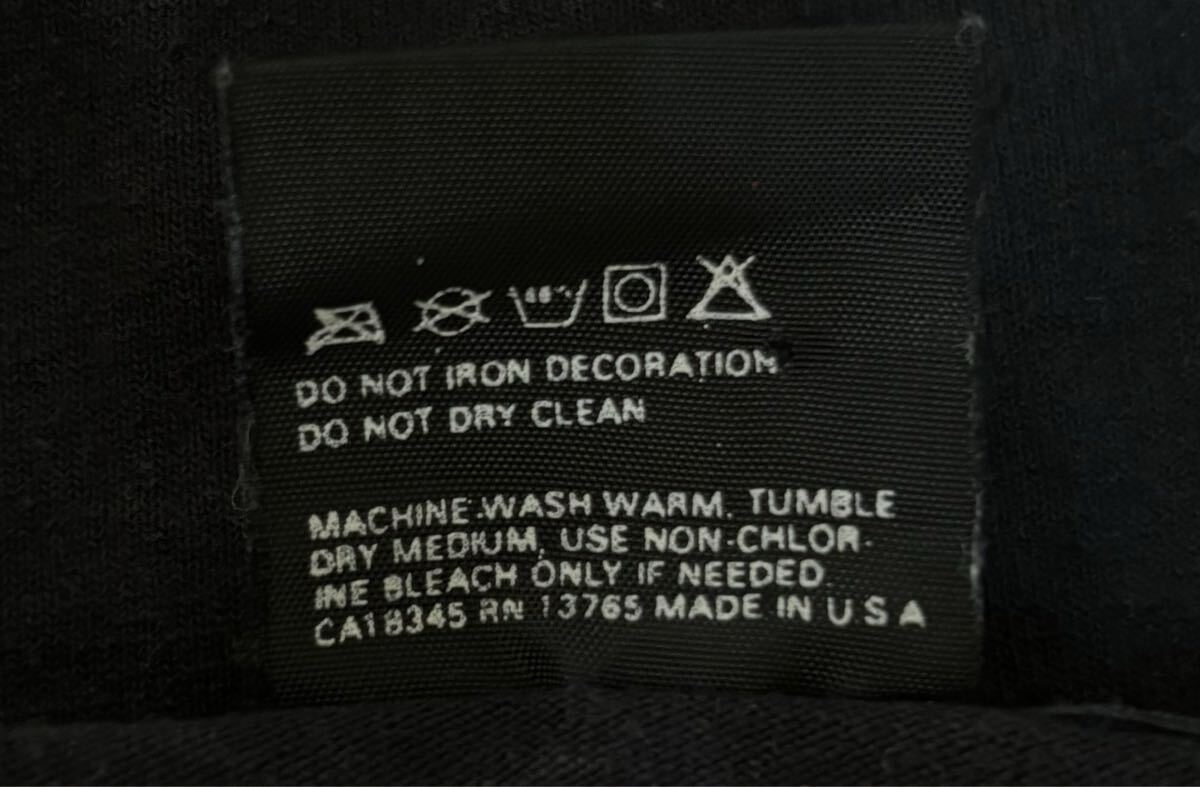 DO NOT IRON DECORATION
DO NOT DRY CLEAN
MACHINE WASH WARM. TUMBLE
DRY MEDIUM, USE NON-CHLOR-
INE BLEACH ONLY IF NEEDED.
CA18345 RN 13765 MADE IN U.S.A